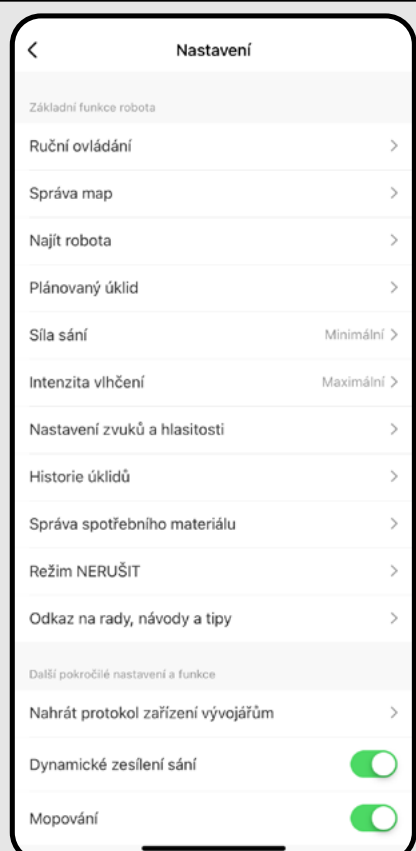 Nastavení
Základní funkce robota
Ruční ovládání
Správa map
Najít robota
Plánovaný úklid
Síla sání Minimální
Intenzita vlhčení Maximální
Nastavení zvuků a hlasitosti
Historie úklidů
Správa spotřebního materiálu
Režim NERUŠIT
Odkaz na rady, návody a tipy
Další pokročilé nastavení a funkce
Nahrát protokol zařízení vývojářům
Dynamické zesílení sání
Mopování